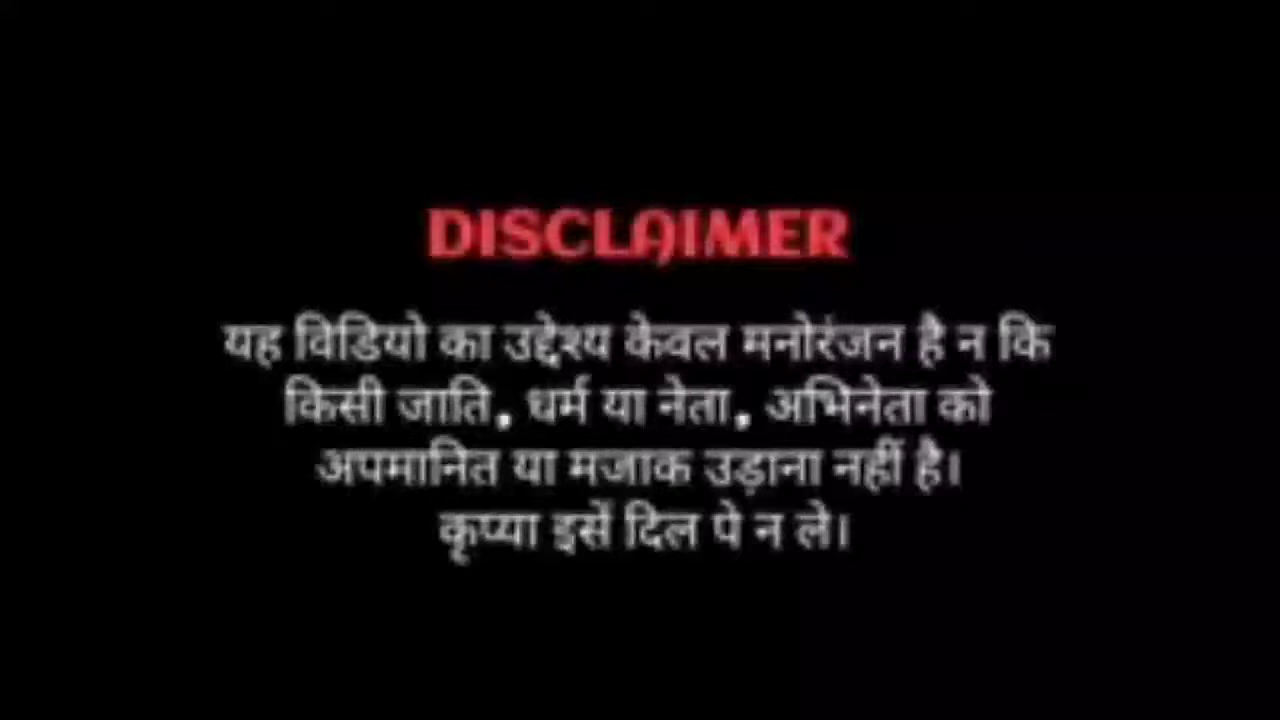 DISCLAIMER
यह विडियो का उद्देश्य केवल मनोरंजन है न कि
किसी जाति, धर्म या नेता, अभिनेता को
अपमानित या मजाक उड़ाना नहीं है।
कृप्या इसें दिल पे न ले।